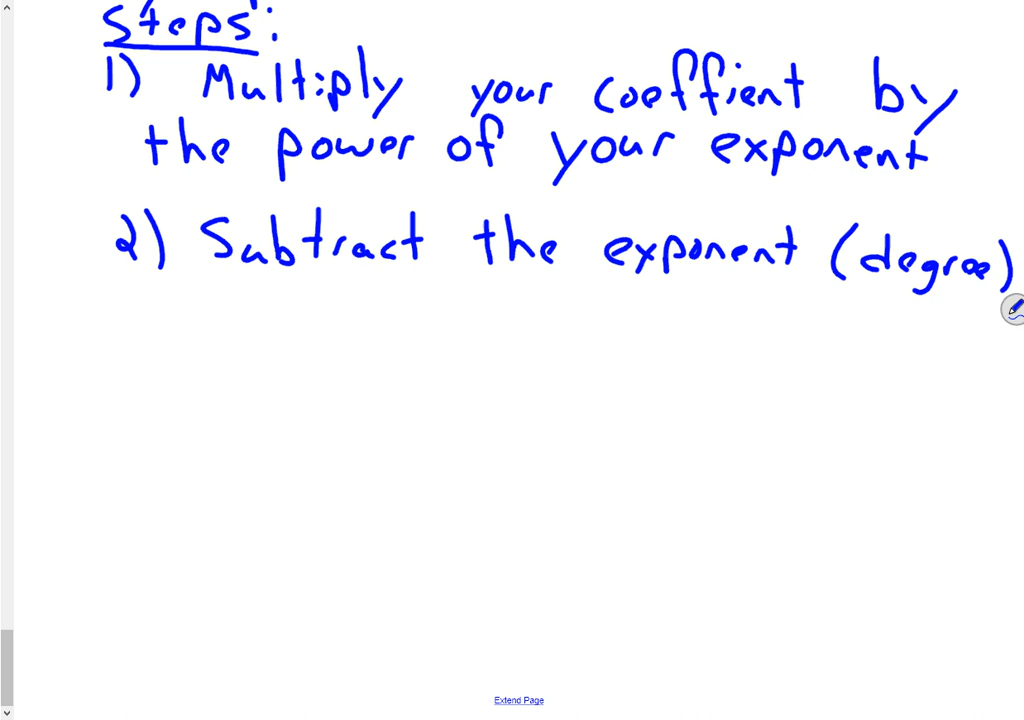 Steps:
1) Multiply your coeffient by
the power of your exponent
2) Subtract the exponent (degree)
Extend Page